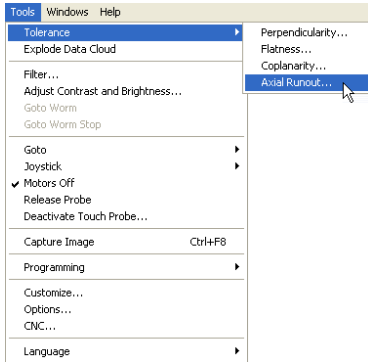 Tools Windows Help
Tolerance
Explode Data Cloud
Filter...
Adjust Contrast and Brightness...
Goto Worm
Goto Worm Stop
Goto
Joystick
Motors Off
Release Probe
Deactivate Touch Probe...
Capture Image Ctrl+F8
Programming
Customize...
Options...
CNC...
Language
Perpendicularity...
Flatness...
Coplanarity...
Axial Runout...